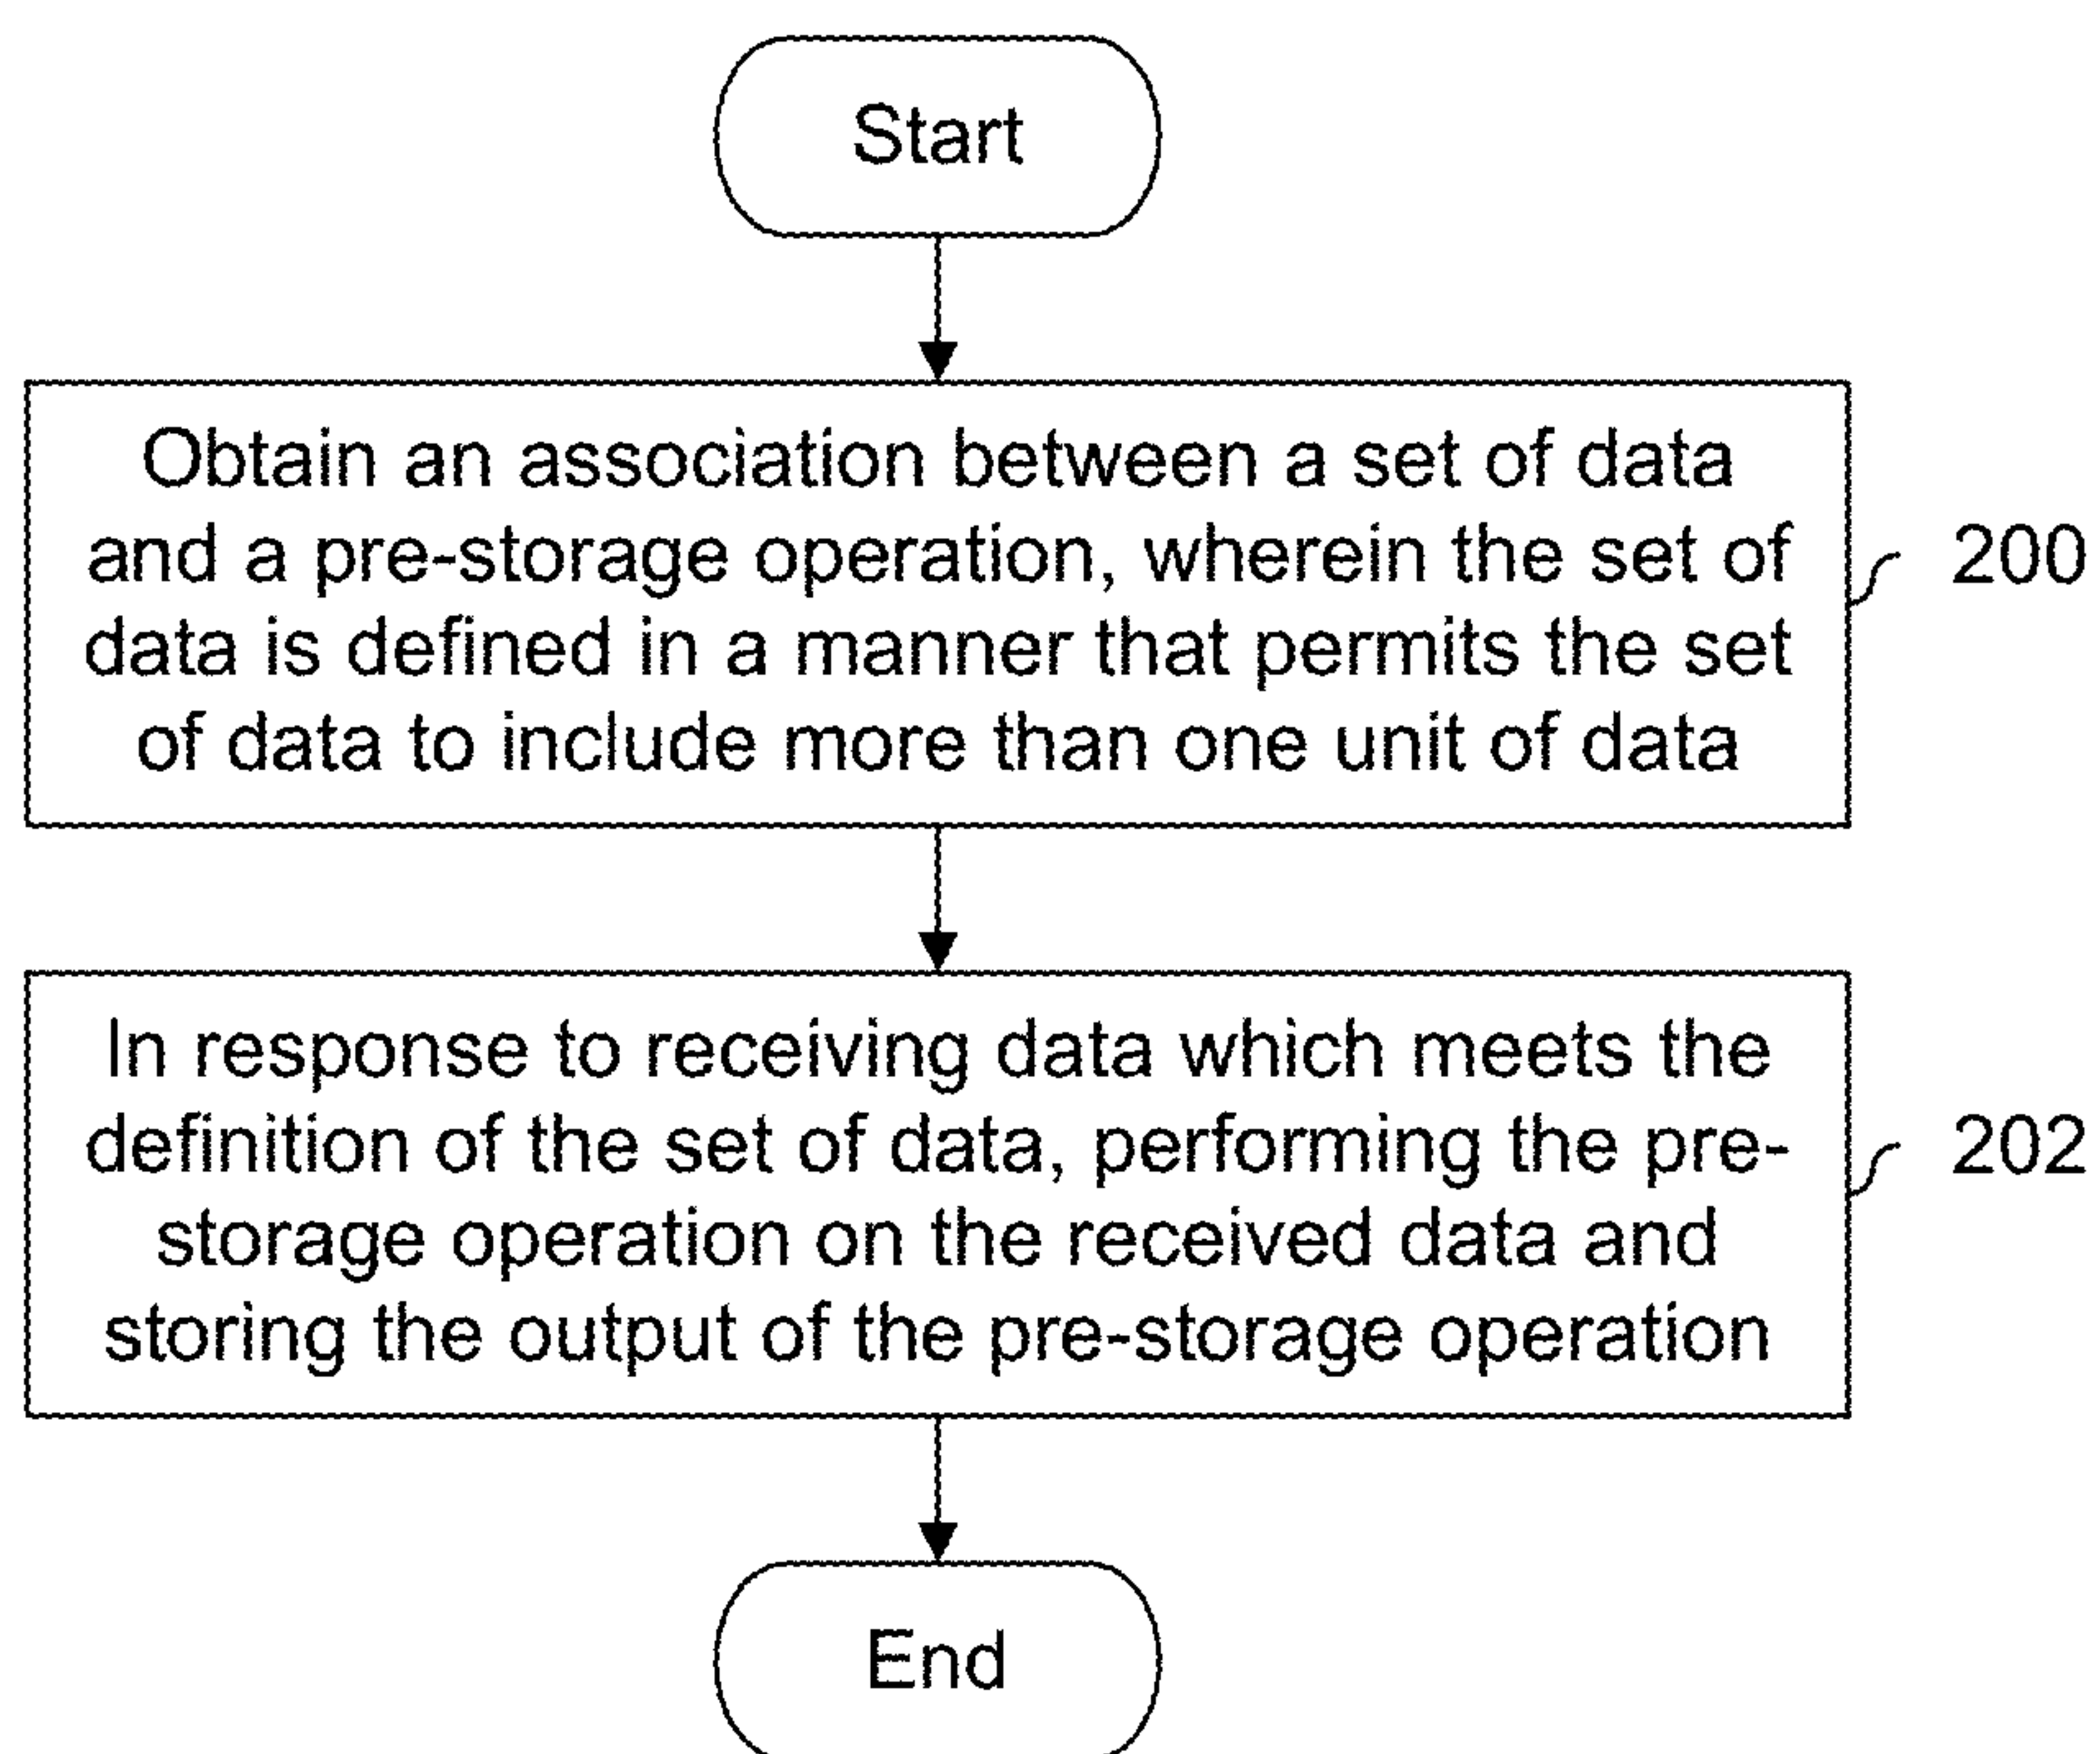 Start
Obtain an association between a set of data
and a pre-storage operation, wherein the set of
data is defined in a manner that permits the set
of data to include more than one unit of data
200
In response to receiving data which meets the
definition of the set of data, performing the pre-
storage operation on the received data and
storing the output of the pre-storage operation
202
End